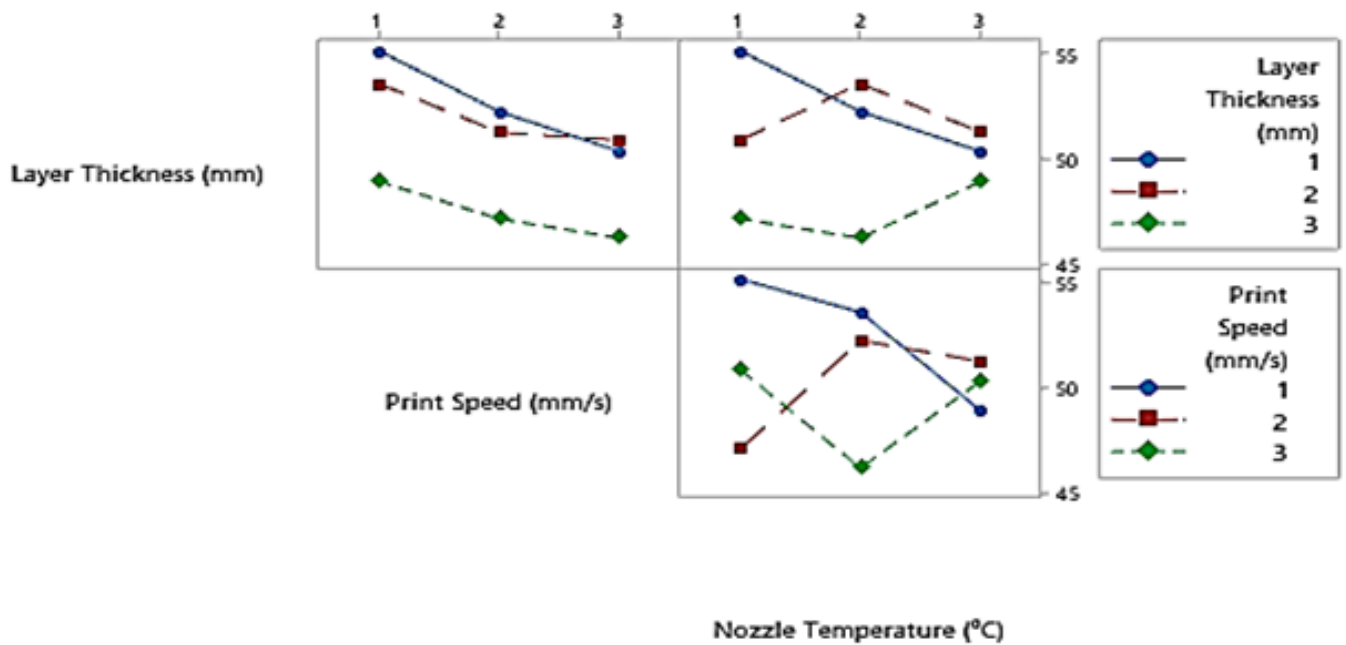 1 2 3 1 2 3
55
Layer
Thickness
(mm)
50
1
Layer Thickness (mm)
2
3
45
55
Print
Speed
(mm/s)
50
1
Print Speed (mm/s)
2
3
45
Nozzle Temperature (⁰C)